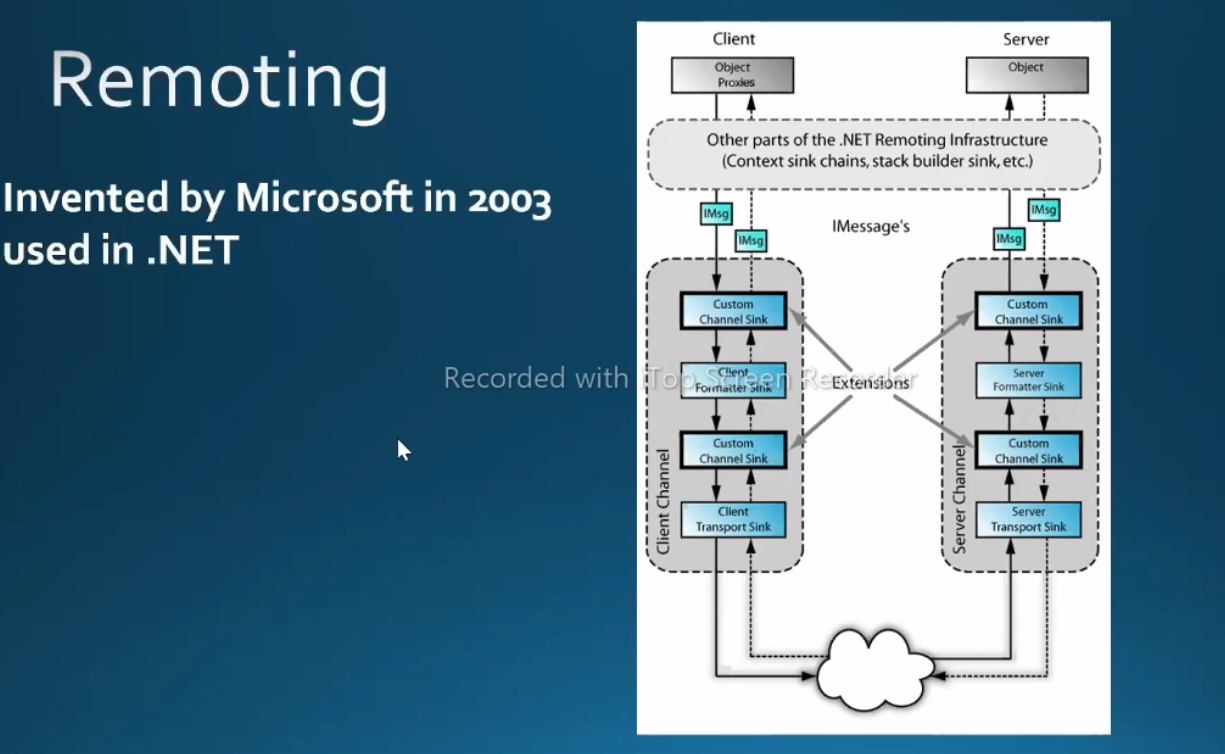 Remoting
Invented by Microsoft in 2003
used in .NET
Client
Server
Object
Proxies
Object
Other parts of the .NET Remoting Infrastructure
(Context sink chains, stack builder sink, etc.)
IMsg
IMsg
IMessage's
IMsg
IMsg
Custom
Channel Sink
Client
Formatter Sink
Custom
Channel Sink
Client
Transport Sink
Client Channel
Extensions
Custom
Channel Sink
Server
Formatter Sink
Custom
Channel Sink
Server
Transport Sink
Server Channel
Recorded with iTop Screen Recorder